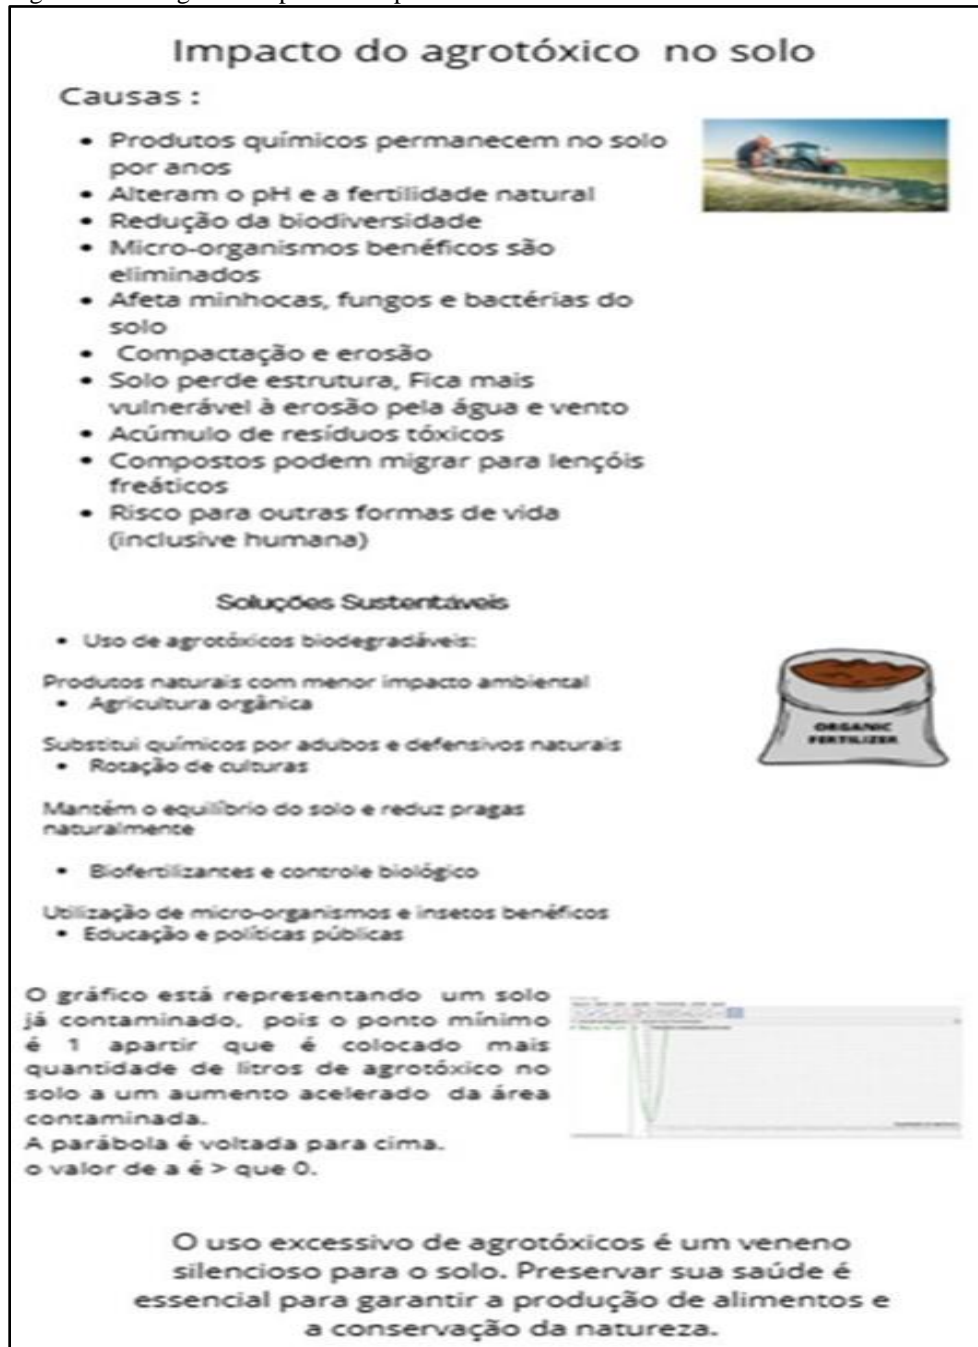 Impacto do agrotóxico no solo
Causas :
• Produtos químicos permanecem no solo
por anos
• Alteram o pH e a fertilidade natural
• Redução da biodiversidade
• Micro-organismos benéficos são
eliminados
• Afeta minhocas, fungos e bactérias do
solo
• Compactação e erosão
• Solo perde estrutura, Fica mais
vulnerável à erosão pela água e vento
• Acúmulo de resíduos tóxicos
• Compostos podem migrar para lençóis
freáticos
• Risco para outras formas de vida
(inclusive humana)
Soluções Sustentáveis
• Uso de agrotóxicos biodegradáveis:
Produtos naturais com menor impacto ambiental
• Agricultura orgânica
ORGANIC
FERTILIZER
Substitui químicos por adubos e defensivos naturais
• Rotação de culturas
Mantém o equilíbrio do solo e reduz pragas
naturalmente
• Biofertilizantes e controle biológico
Utilização de micro-organismos e insetos benéficos
• Educação e políticas públicas
O gráfico está representando um solo
já contaminado, pois o ponto mínimo
é 1 apartir que é colocado mais
quantidade de litros de agrotóxico no
solo a um aumento acelerado da área
contaminada.
A parábola é voltada para cima.
o valor de a é > que 0.
O uso excessivo de agrotóxicos é um veneno
silencioso para o solo. Preservar sua saúde é
essencial para garantir a produção de alimentos e
a conservação da natureza.